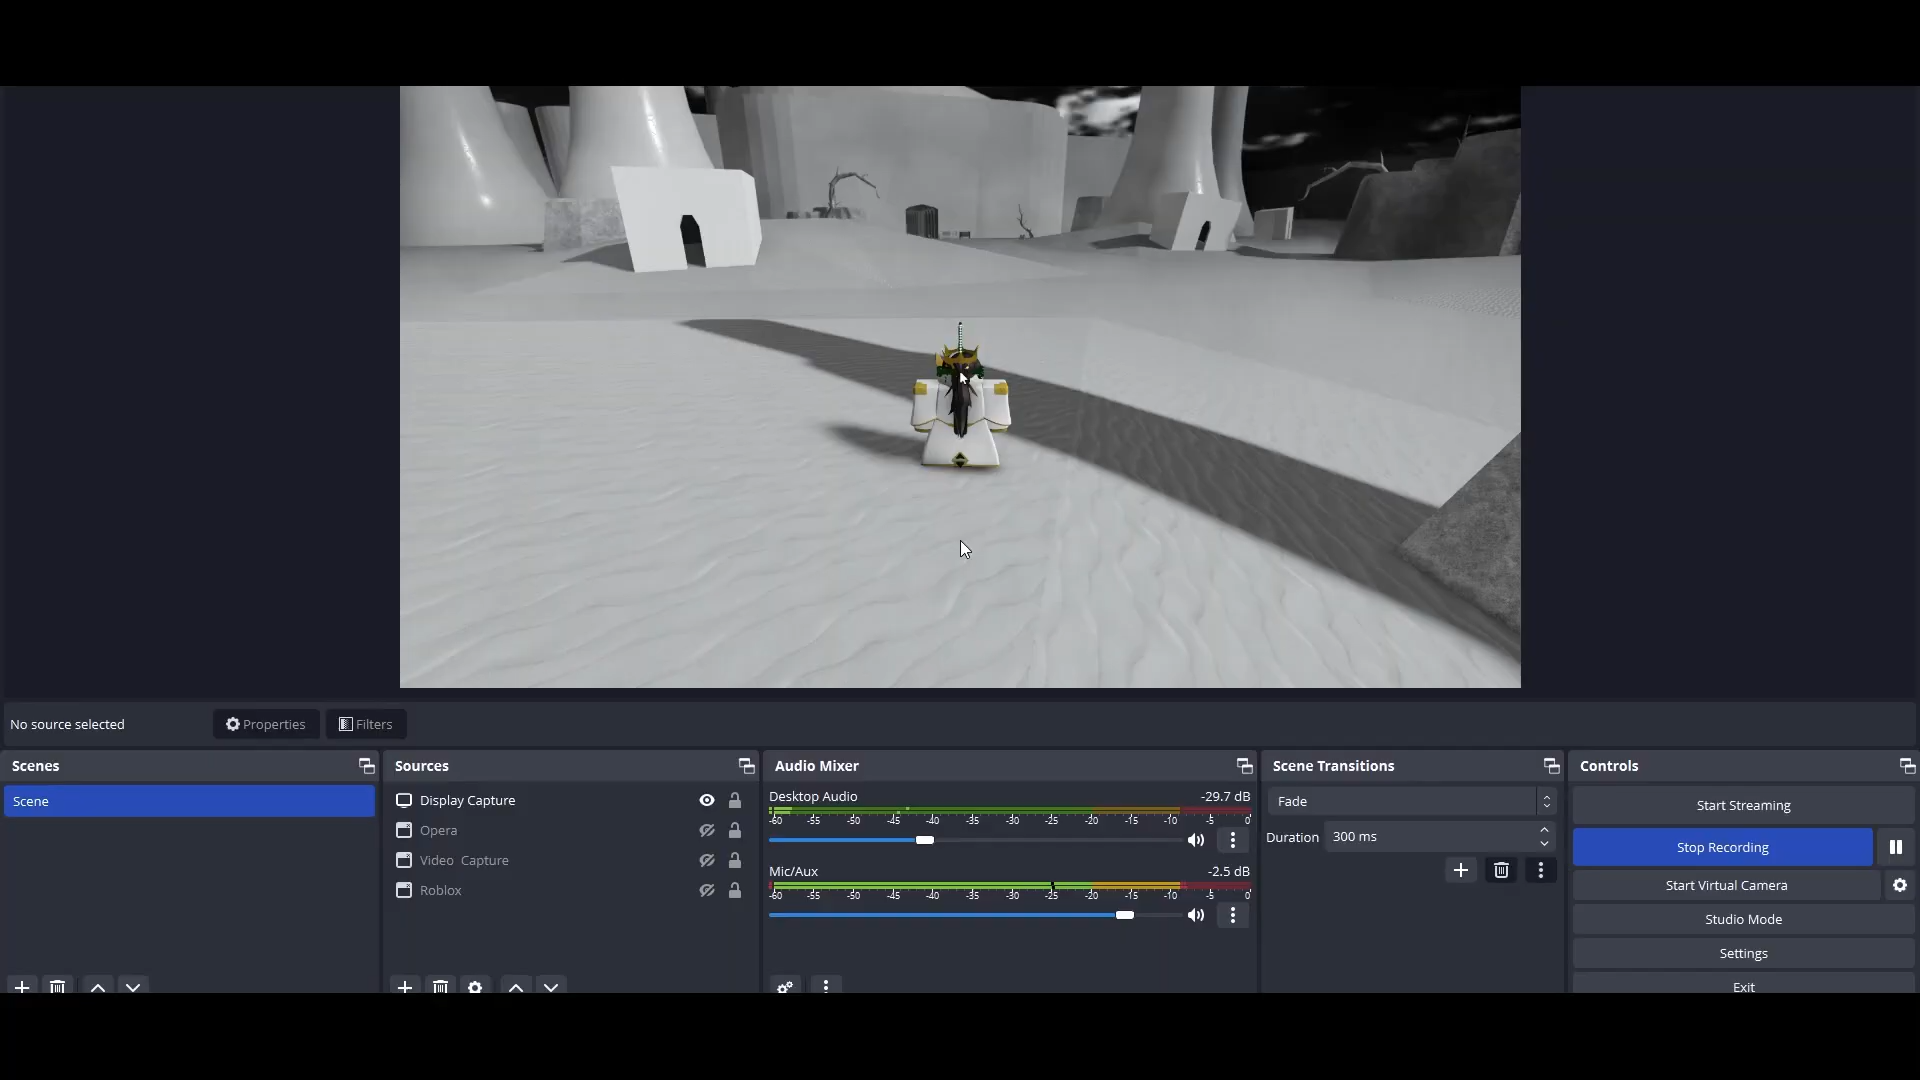 No source selected
Properties
Filters
Scenes
Scene
Sources
Display Capture
Opera
Video Capture
Roblox
Audio Mixer
Desktop Audio
-29.7 dB
-60 -55 -50 -45 -40 -35 -30 -25 -20 -15 -10 -5 0
Mic/Aux
-2.5 dB
-60 -55 -50 -45 -40 -35 -30 -25 -20 -15 -10 -5 0
Scene Transitions
Fade
Duration 300 ms
Controls
Start Streaming
Stop Recording
Start Virtual Camera
Studio Mode
Settings
Exit